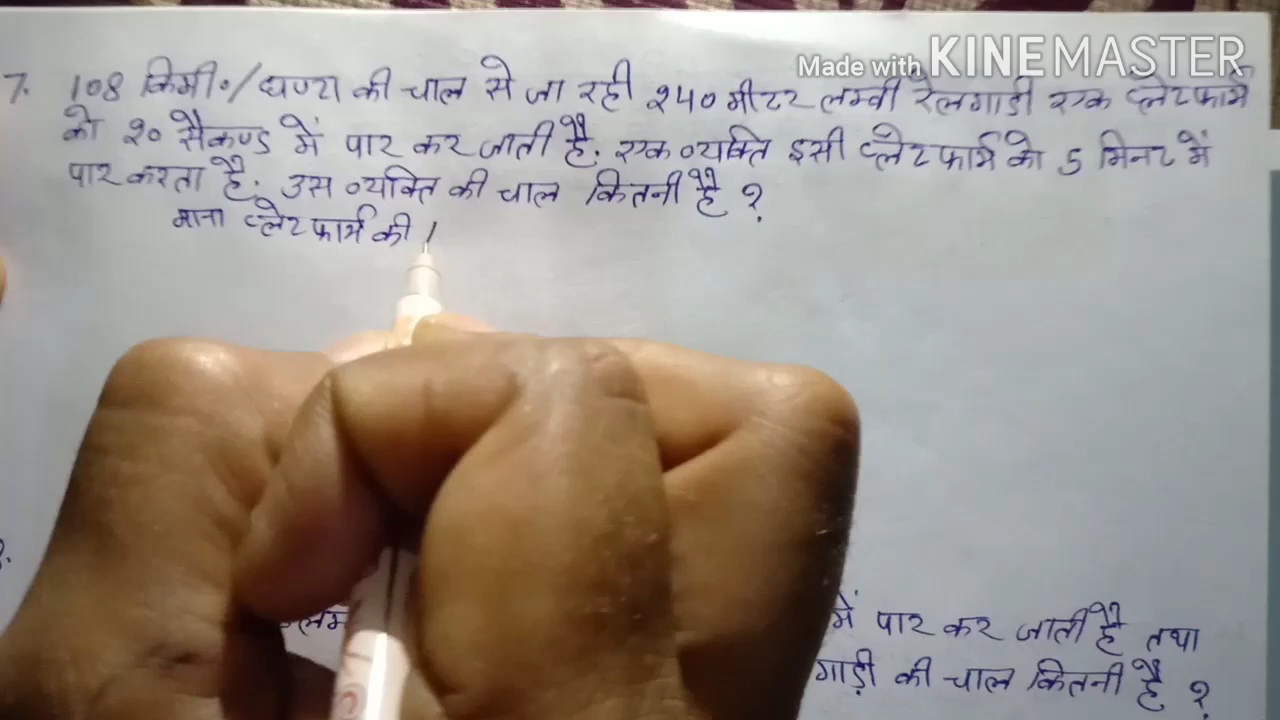 Made with KINEMASTER
7. 108 किमी०/घण्टा की चाल से जा रही 240 मीटर लम्बी रेलगाडी एक प्लेटफार्म
को 20 सैकण्ड में पार कर जाती है. एक व्यक्ति इसी प्लेटफार्म को 5 मिनट में
पार करता है. उस व्यक्ति की चाल कितनी है ?
माना प्लेटफार्म की
में पार कर जाती है तथा
गाड़ी की चाल कितनी है ?